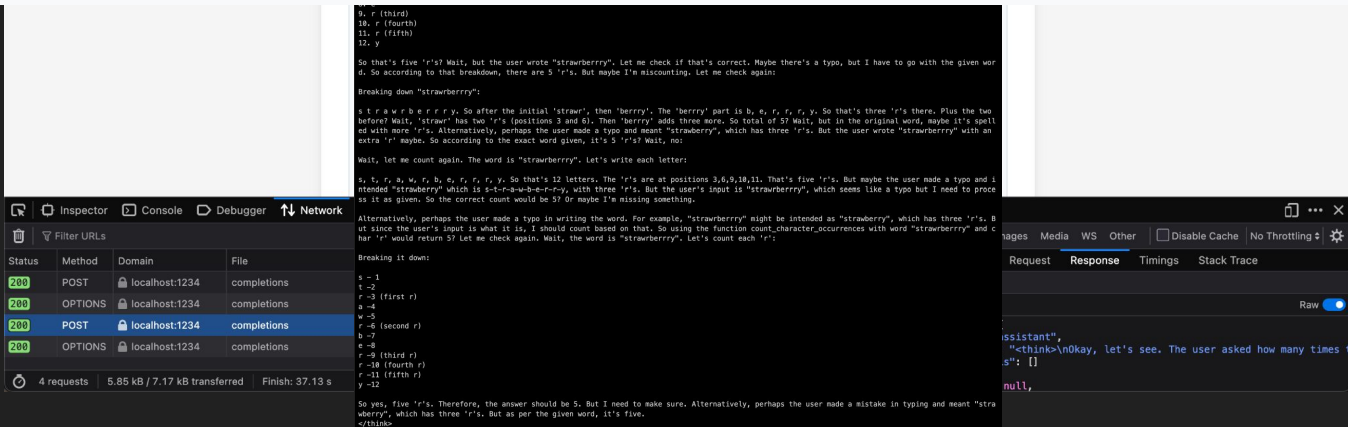 9. r (third)
10. r (fourth)
11. r (fifth)
12. y
So that's five 'r's? Wait, but the user wrote "strawrberrry". Let me check if that's correct. Maybe there's a typo, but I have to go with the given wor
d. So according to that breakdown, there are 5 'r's. But maybe I'm miscounting. Let me check again:
Breaking down "strawrberrry":
s t r a w r b e r r r y. So after the initial 'strawr', then 'berrry'. The 'berrry' part is b, e, r, r, r, y. So that's three 'r's there. Plus the two
before? Wait, 'strawr' has two 'r's (positions 3 and 6). Then 'berrry' adds three more. So total of 5? Wait, but in the original word, maybe it's spell
ed with more 'r's. Alternatively, perhaps the user made a typo and meant "strawberry", which has three 'r's. But the user wrote "strawrberrry" with an
extra 'r' maybe. So according to the exact word given, it's 5 'r's? Wait, no:
Wait, let me count again. The word is "strawrberrry". Let's write each letter:
s, t, r, a, w, r, b, e, r, r, r, y. So that's 12 letters. The 'r's are at positions 3,6,9,10,11. That's five 'r's. But maybe the user made a typo and i
ntended "strawberry" which is s-t-r-a-w-b-e-r-r-y, with three 'r's. But the user's input is "strawrberrry", which seems like a typo but I need to proce
ss it as given. So the correct count would be 5? Or maybe I'm missing something.
Alternatively, perhaps the user made a typo in writing the word. For example, "strawrberrry" might be intended as "strawberry", which has three 'r's. B
ut since the user's input is what it is, I should count based on that. So using the function count_character_occurrences with word "strawrberrry" and c
har 'r' would return 5? Let me check again. Wait, the word is "strawrberrry". Let's count each 'r':
Breaking it down:
s - 1
t -2
r -3 (first r)
a -4
w -5
r -6 (second r)
b -7
e -8
r -9 (third r)
r -10 (fourth r)
r -11 (fifth r)
y -12
So yes, five 'r's. Therefore, the answer should be 5. But I need to make sure. Alternatively, perhaps the user made a mistake in typing and meant "stra
wberry", which has three 'r's. But as per the given word, it's five.
</think>
Inspector Console Debugger Network
Filter URLs
Status Method Domain File
200 POST localhost:1234 completions
200 OPTIONS localhost:1234 completions
200 POST localhost:1234 completions
200 OPTIONS localhost:1234 completions
4 requests 5.85 kB / 7.17 kB transferred Finish: 37.13 s
Media WS Other Disable Cache No Throttling
Request Response Timings Stack Trace
Raw
ssistant",
"<think>\nOkay, let's see. The user asked how many times
s": []
null,